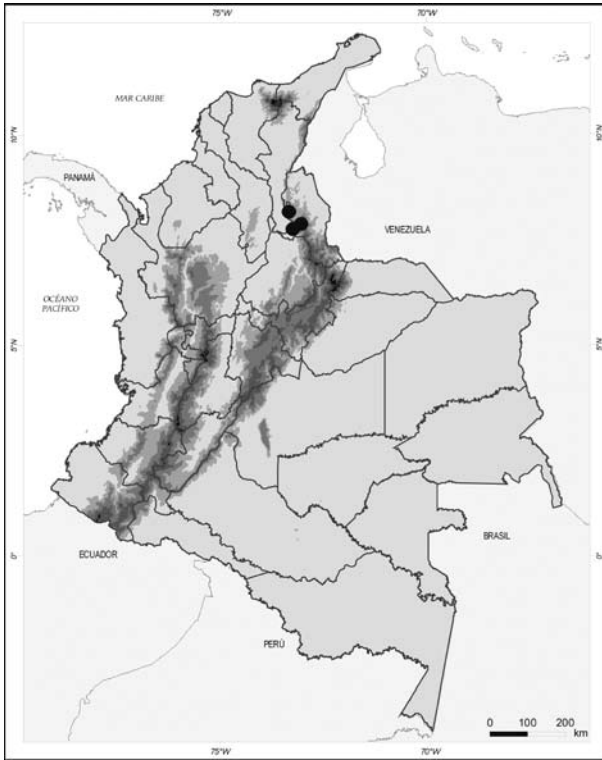 75°W 70°W
MAR CARIBE
10°N 10°N
PANAMÁ
VENEZUELA
OCÉANO
PACÍFICO
5°N 5°N
BRASIL
ECUADOR
0° 0°
PERÚ
0 100 200
km
75°W 70°W